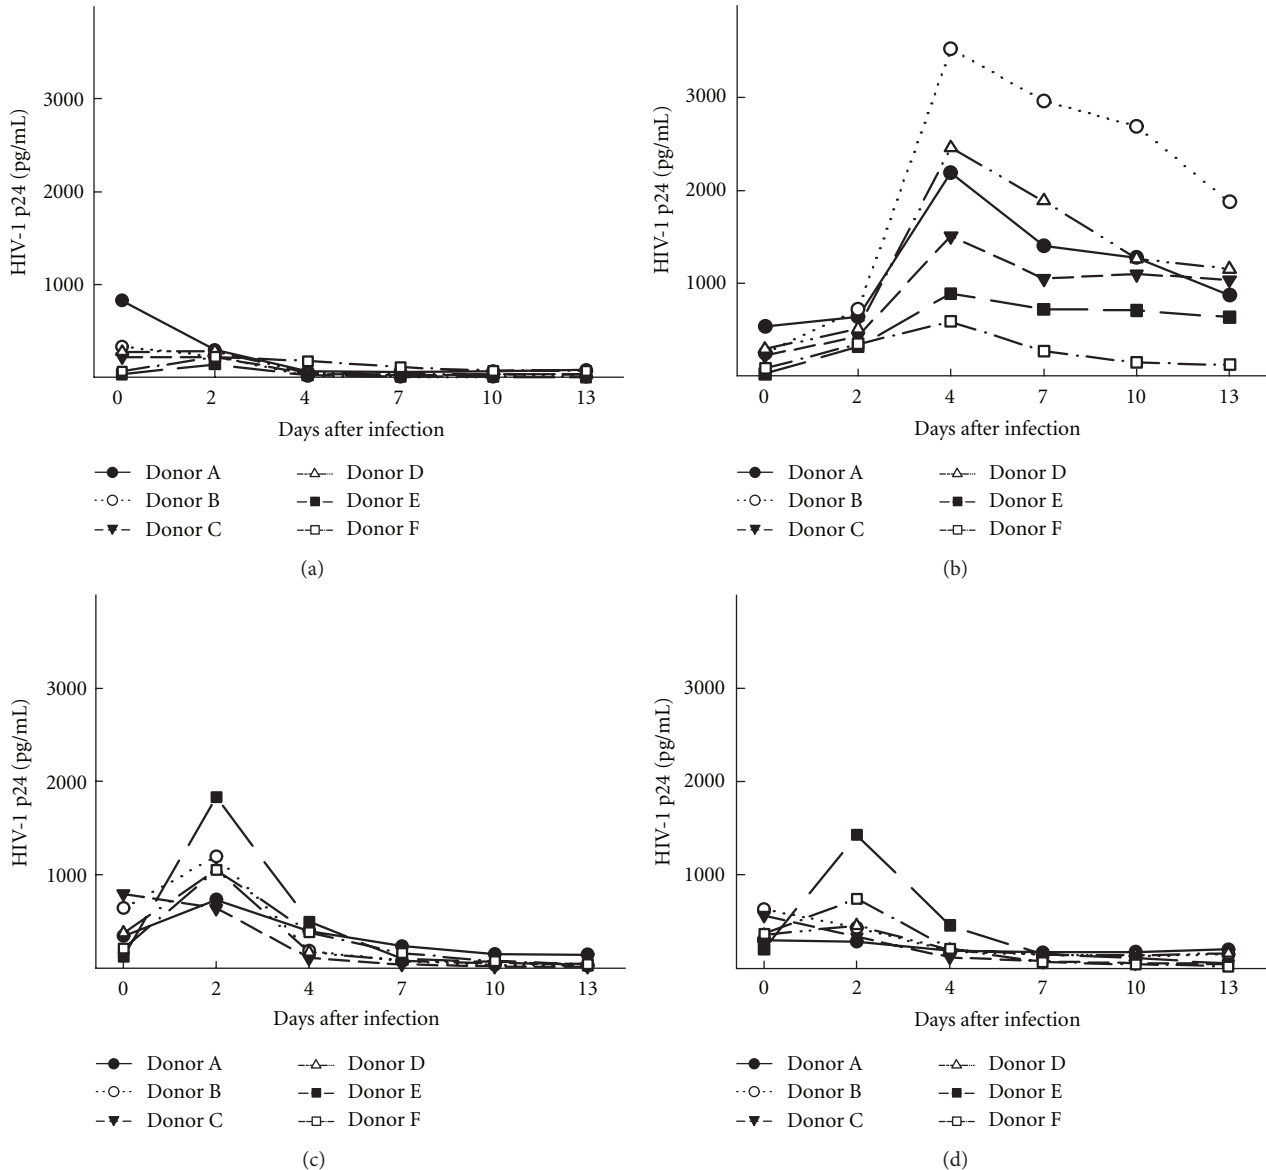 HIV-1 p24 (pg/mL)
3000
2000
1000
0 2 4 7 10 13
Days after infection
Donor A
Donor B
Donor C
Donor D
Donor E
Donor F
(a)
HIV-1 p24 (pg/mL)
3000
2000
1000
0 2 4 7 10 13
Days after infection
Donor A
Donor B
Donor C
Donor D
Donor E
Donor F
(b)
HIV-1 p24 (pg/mL)
3000
2000
1000
0 2 4 7 10 13
Days after infection
Donor A
Donor B
Donor C
Donor D
Donor E
Donor F
(c)
HIV-1 p24 (pg/mL)
3000
2000
1000
0 2 4 7 10 13
Days after infection
Donor A
Donor B
Donor C
Donor D
Donor E
Donor F
(d)